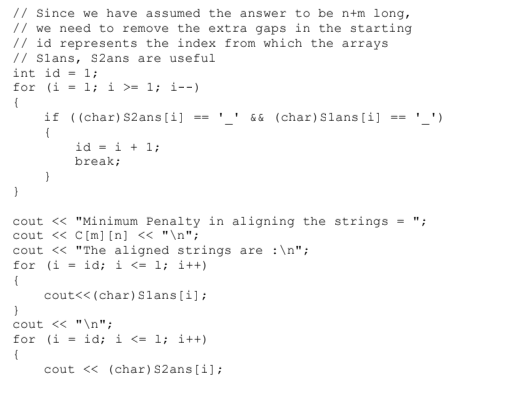 // Since we have assumed the answer to be n+m long,
// we need to remove the extra gaps in the starting
// id represents the index from which the arrays
// S1ans, S2ans are useful
int id = 1;
for (i = l; i >= 1; i--)
{
    if ((char)S2ans[i] == '_' && (char)S1ans[i] == '_')
    {
        id = i + 1;
        break;
    }
}

cout << "Minimum Penalty in aligning the strings = ";
cout << C[m][n] << "\n";
cout << "The aligned strings are :\n";
for (i = id; i <= l; i++)
{
    cout<<(char)S1ans[i];
}
cout << "\n";
for (i = id; i <= l; i++)
{
    cout << (char)S2ans[i];